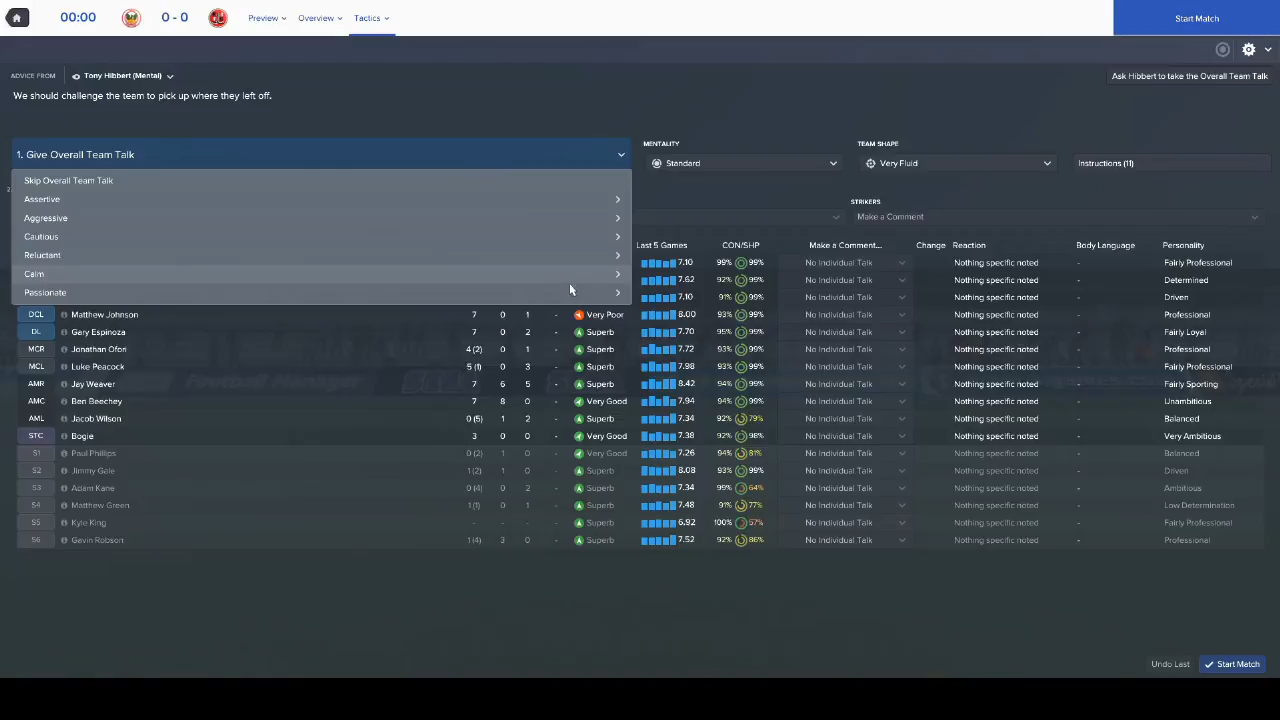 00:00 0 - 0 Preview Overview Tactics Start Match
ADVICE FROM Tony Hibbert (Mental) Ask Hibbert to take the Overall Team Talk
We should challenge the team to pick up where they left off.
MENTALITY TEAM SHAPE
1. Give Overall Team Talk Standard Very Fluid Instructions (11)
Skip Overall Team Talk
Assertive STRIKERS
Aggressive Make a Comment
Cautious Last 5 Games CON/SHP Make a Comment... Change Reaction Body Language Personality
Reluctant 7.10 99% 99% No Individual Talk Nothing specific noted - Fairly Professional
Calm 7.62 92% 99% No Individual Talk Nothing specific noted - Determined
Passionate 7.10 91% 99% No Individual Talk Nothing specific noted - Driven
DCL Matthew Johnson 7 0 1 - Very Poor 8.00 93% 99% No Individual Talk Nothing specific noted - Professional
DL Gary Espinoza 7 0 2 - Superb 7.70 95% 99% No Individual Talk Nothing specific noted - Fairly Loyal
MCR Jonathan Ofori 4 (2) 0 1 - Superb 7.72 93% 99% No Individual Talk Nothing specific noted - Professional
MCL Luke Peacock 5 (1) 0 3 - Superb 7.98 93% 99% No Individual Talk Nothing specific noted - Fairly Professional
AMR Jay Weaver 7 6 5 - Superb 8.42 94% 99% No Individual Talk Nothing specific noted - Fairly Sporting
AMC Ben Beechey 7 8 0 - Very Good 7.94 94% 99% No Individual Talk Nothing specific noted - Unambitious
AML Jacob Wilson 0 (5) 1 2 - Superb 7.34 92% 79% No Individual Talk Nothing specific noted - Balanced
STC Bogie 3 0 0 - Very Good 7.38 92% 98% No Individual Talk Nothing specific noted - Very Ambitious
S1 Paul Phillips 0 (2) 1 0 - Very Good 7.26 94% 81% No Individual Talk Nothing specific noted - Balanced
S2 Jimmy Gale 1 (2) 1 0 - Superb 8.08 93% 99% No Individual Talk Nothing specific noted - Driven
S3 Adam Kane 0 (4) 0 2 - Superb 7.34 99% 64% No Individual Talk Nothing specific noted - Ambitious
S4 Matthew Green 1 (1) 0 1 - Superb 7.48 91% 77% No Individual Talk Nothing specific noted - Low Determination
S5 Kyle King - - - - Superb 6.92 100% 57% No Individual Talk Nothing specific noted - Fairly Professional
S6 Gavin Robson 1 (4) 3 0 - Superb 7.52 92% 86% No Individual Talk Nothing specific noted - Professional
Undo Last Start Match